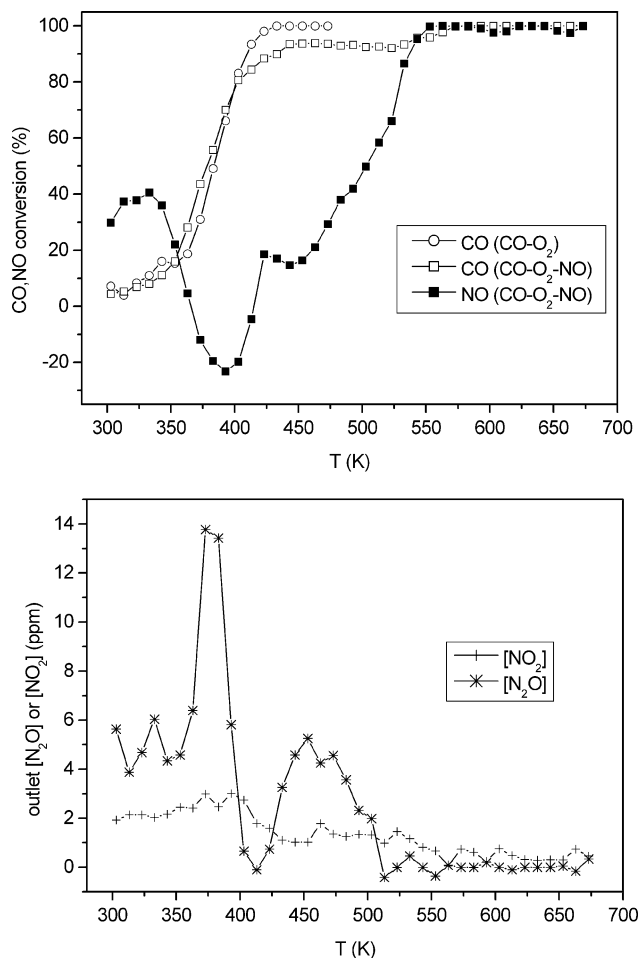 100
80
60
40
20
0
-20
CO,NO conversion (%)
CO (CO-O2)
CO (CO-O2-NO)
NO (CO-O2-NO)
300 350 400 450 500 550 600 650 700
T (K)
14
12
10
8
6
4
2
0
outlet [N2O] or [NO2] (ppm)
[NO2]
[N2O]
300 350 400 450 500 550 600 650 700
T (K)